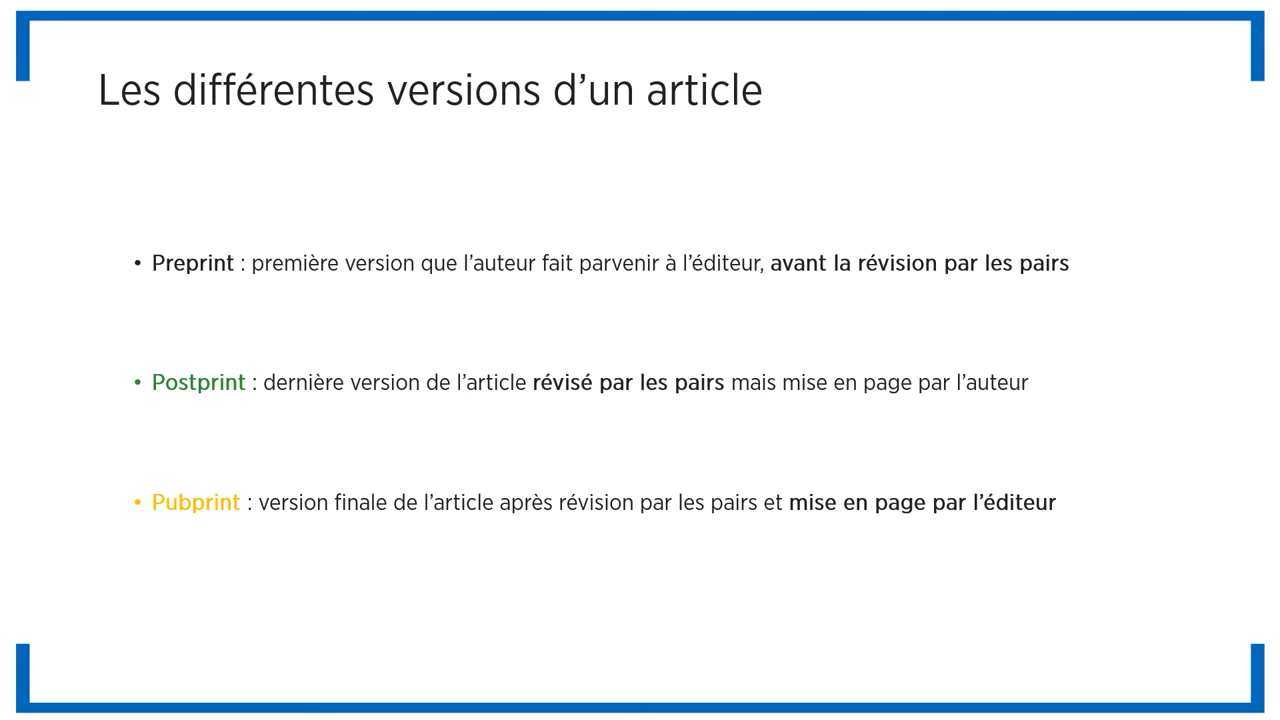 Les différentes versions d’un article
• Preprint : première version que l’auteur fait parvenir à l’éditeur, avant la révision par les pairs
• Postprint : dernière version de l’article révisé par les pairs mais mise en page par l’auteur
• Pubprint : version finale de l’article après révision par les pairs et mise en page par l’éditeur